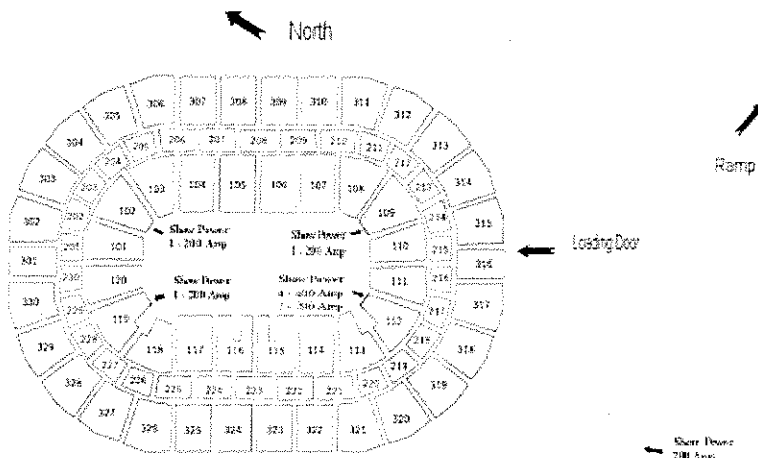 North
306 307 308 309 310 311
305 312
304 313
303 314
302 315
301 316
330 317
329 318
328 319
327 320
326 325 324 323 322 321
206 207 208 209 210
205 211
204 212
203 213
202 214
201 215
230 216
229 217
228 218
227 219
226 225 224 223 222 221 220
103 104 105 106 107 108
102 109
101 110
120 111
119 112
118 117 116 115 114 113
Show Power
1 - 200 Amp
Show Power
1 - 200 Amp
Show Power
1 - 200 Amp
Show Power
Ramp
Loading Door
Show Power
200 Amp